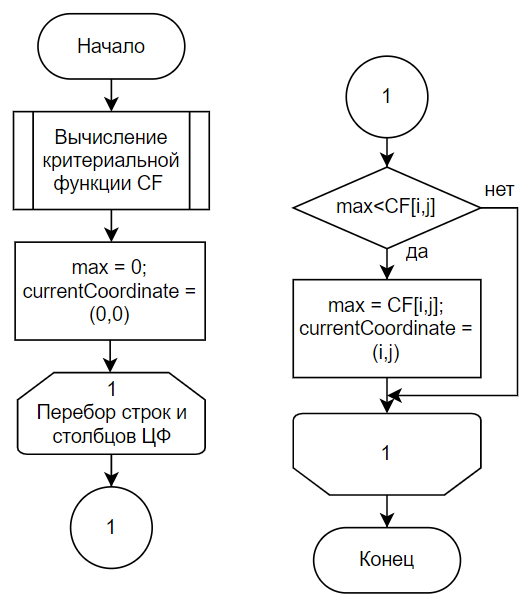 Начало
Вычисление
критериальной
функции CF
max = 0;
currentCoordinate =
(0,0)
1
Перебор строк и
столбцов ЦФ
1
1
max<CF[i,j]
нет
да
max = CF[i,j];
currentCoordinate =
(i,j)
1
Конец